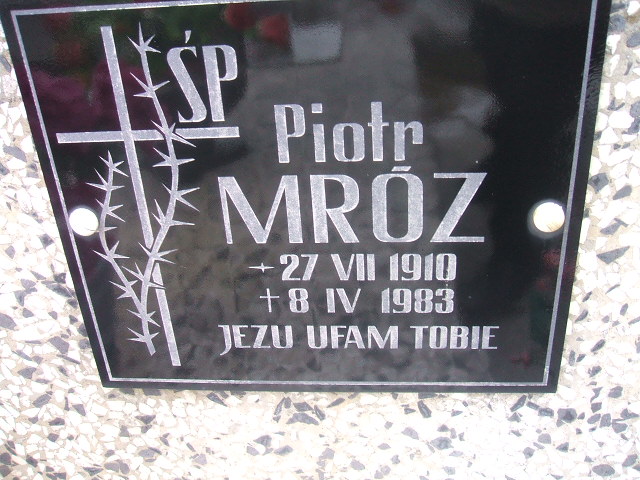 ŚP
Piotr
MRÓZ
27 VII 1910
8 IV 1983
JEZU UFAM TOBIE